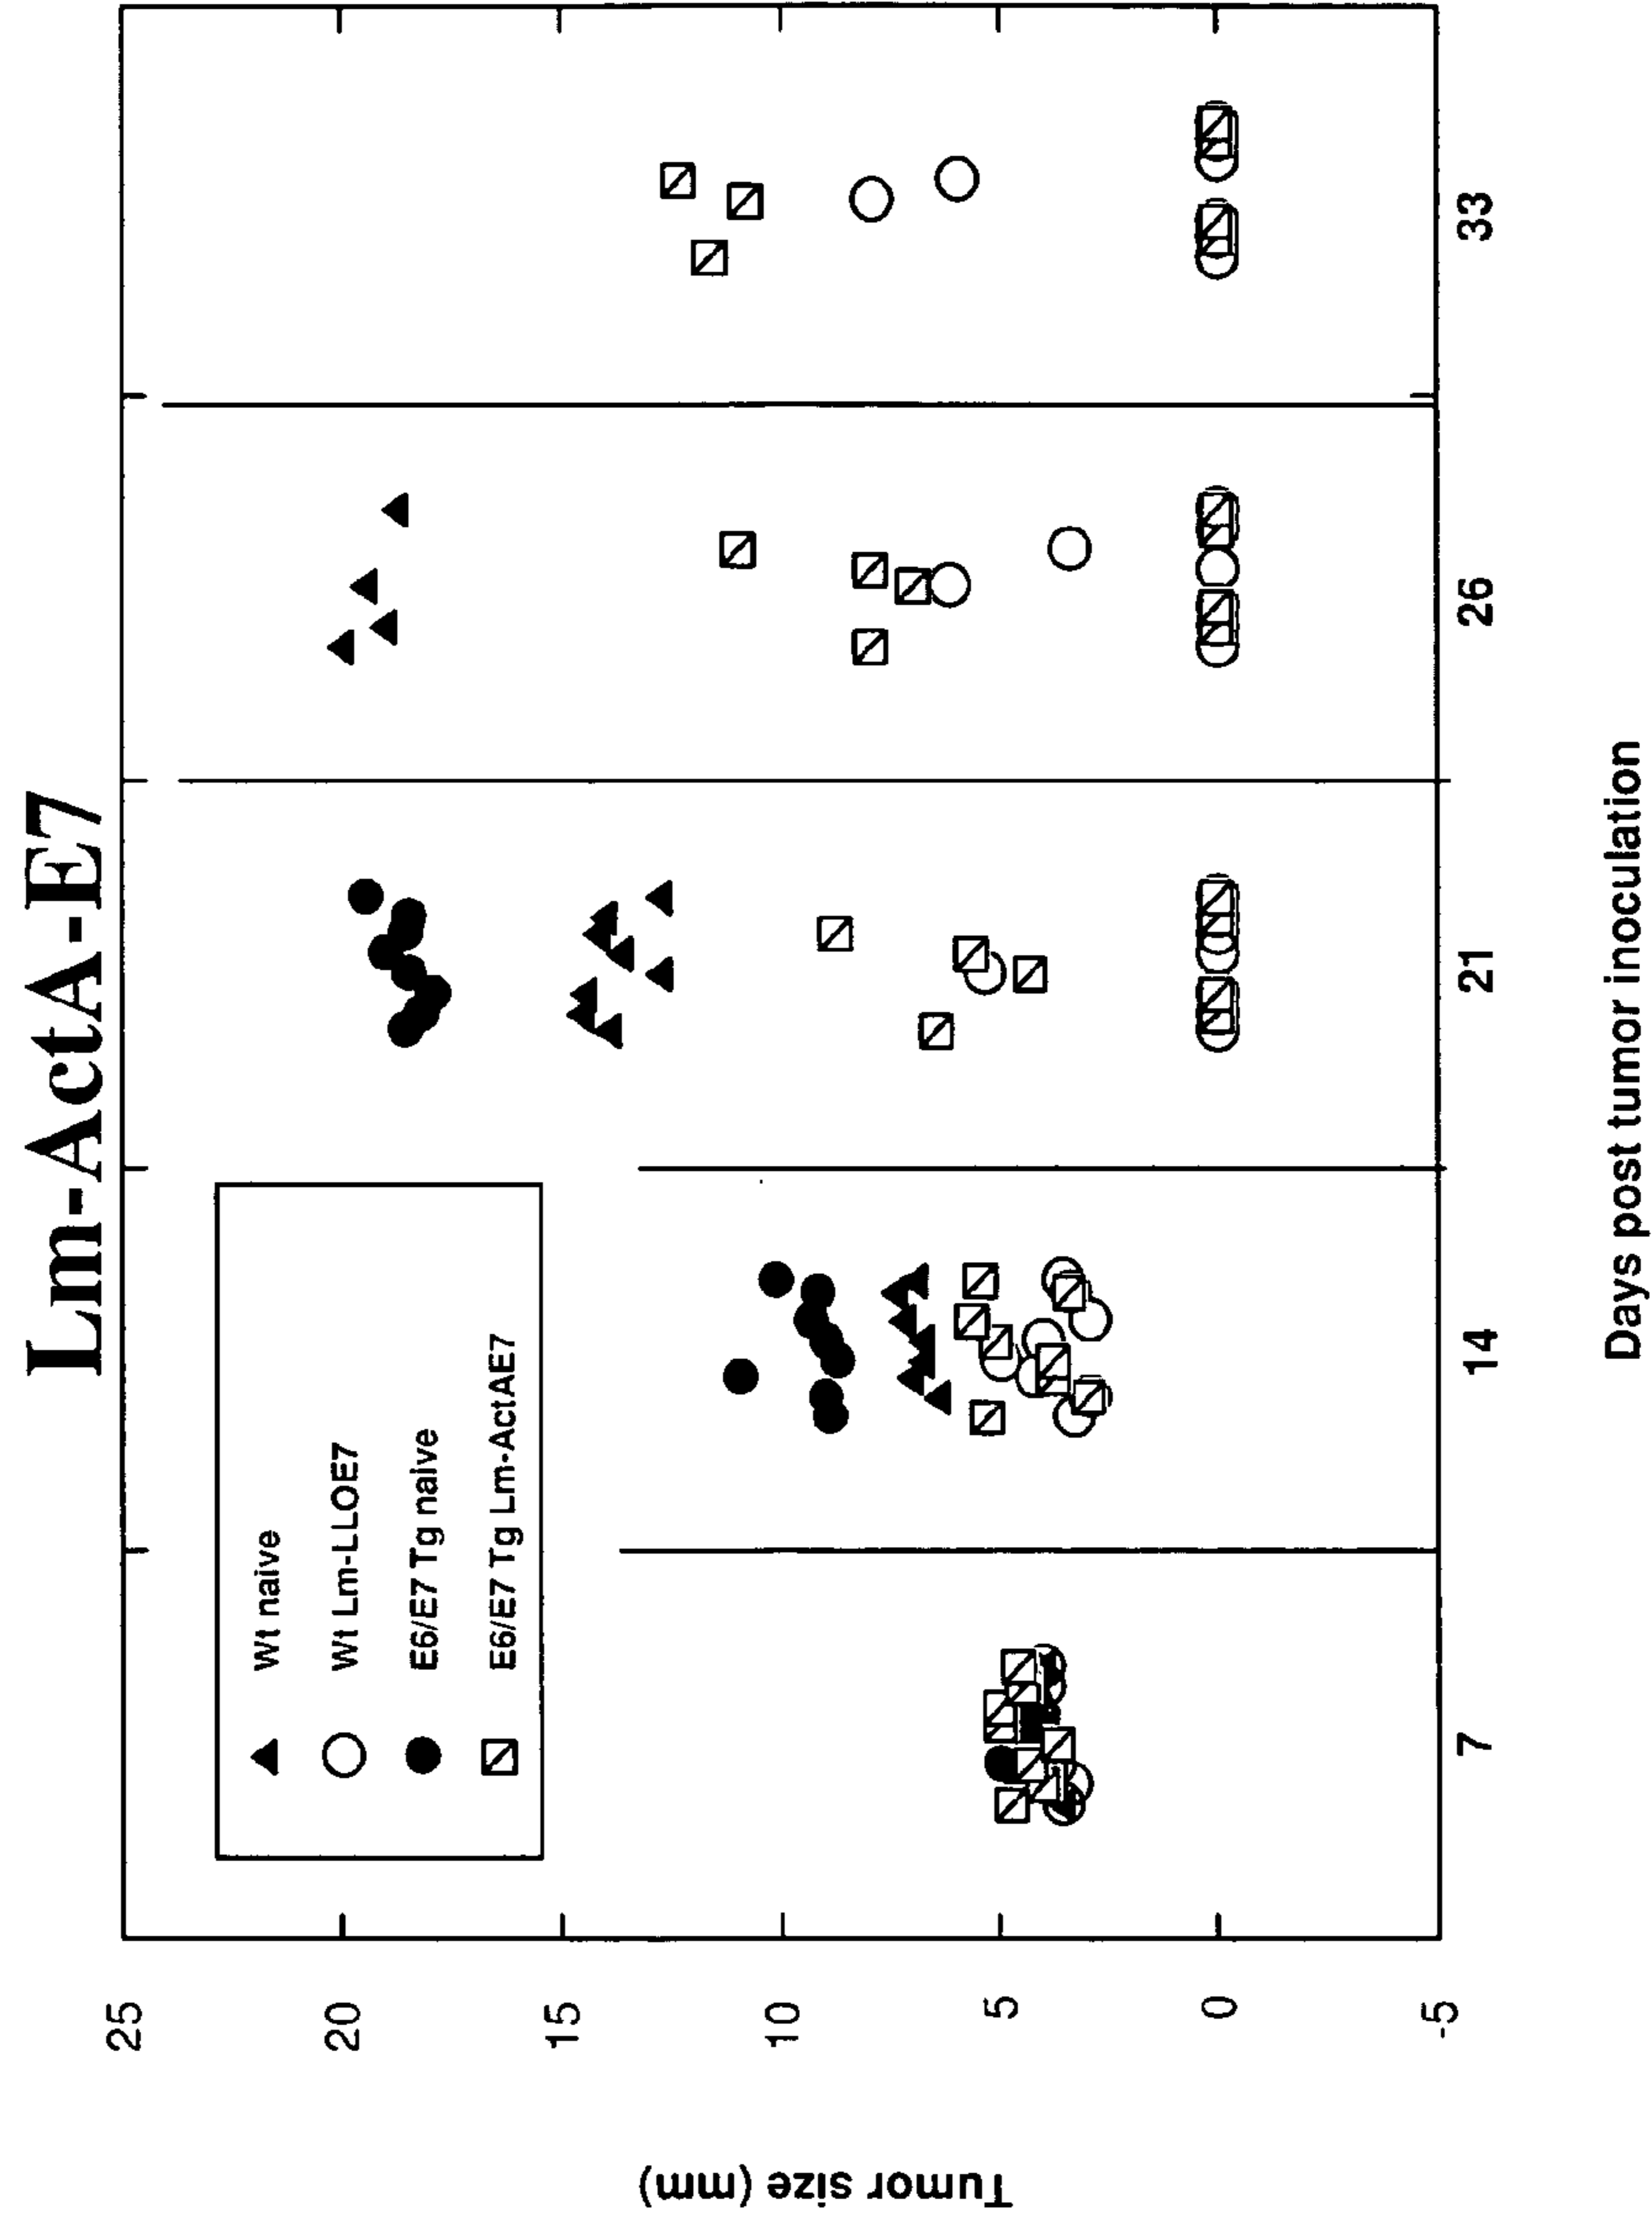 Lm-ActA-E7
25
20
15
10
5
0
-5
Tumor size (mm)
Wt naive
Wt Lm-LLOE7
E6/E7 Tg naive
E6/E7 Tg Lm-ActAE7
7
14
21
26
33
Days post tumor inoculation